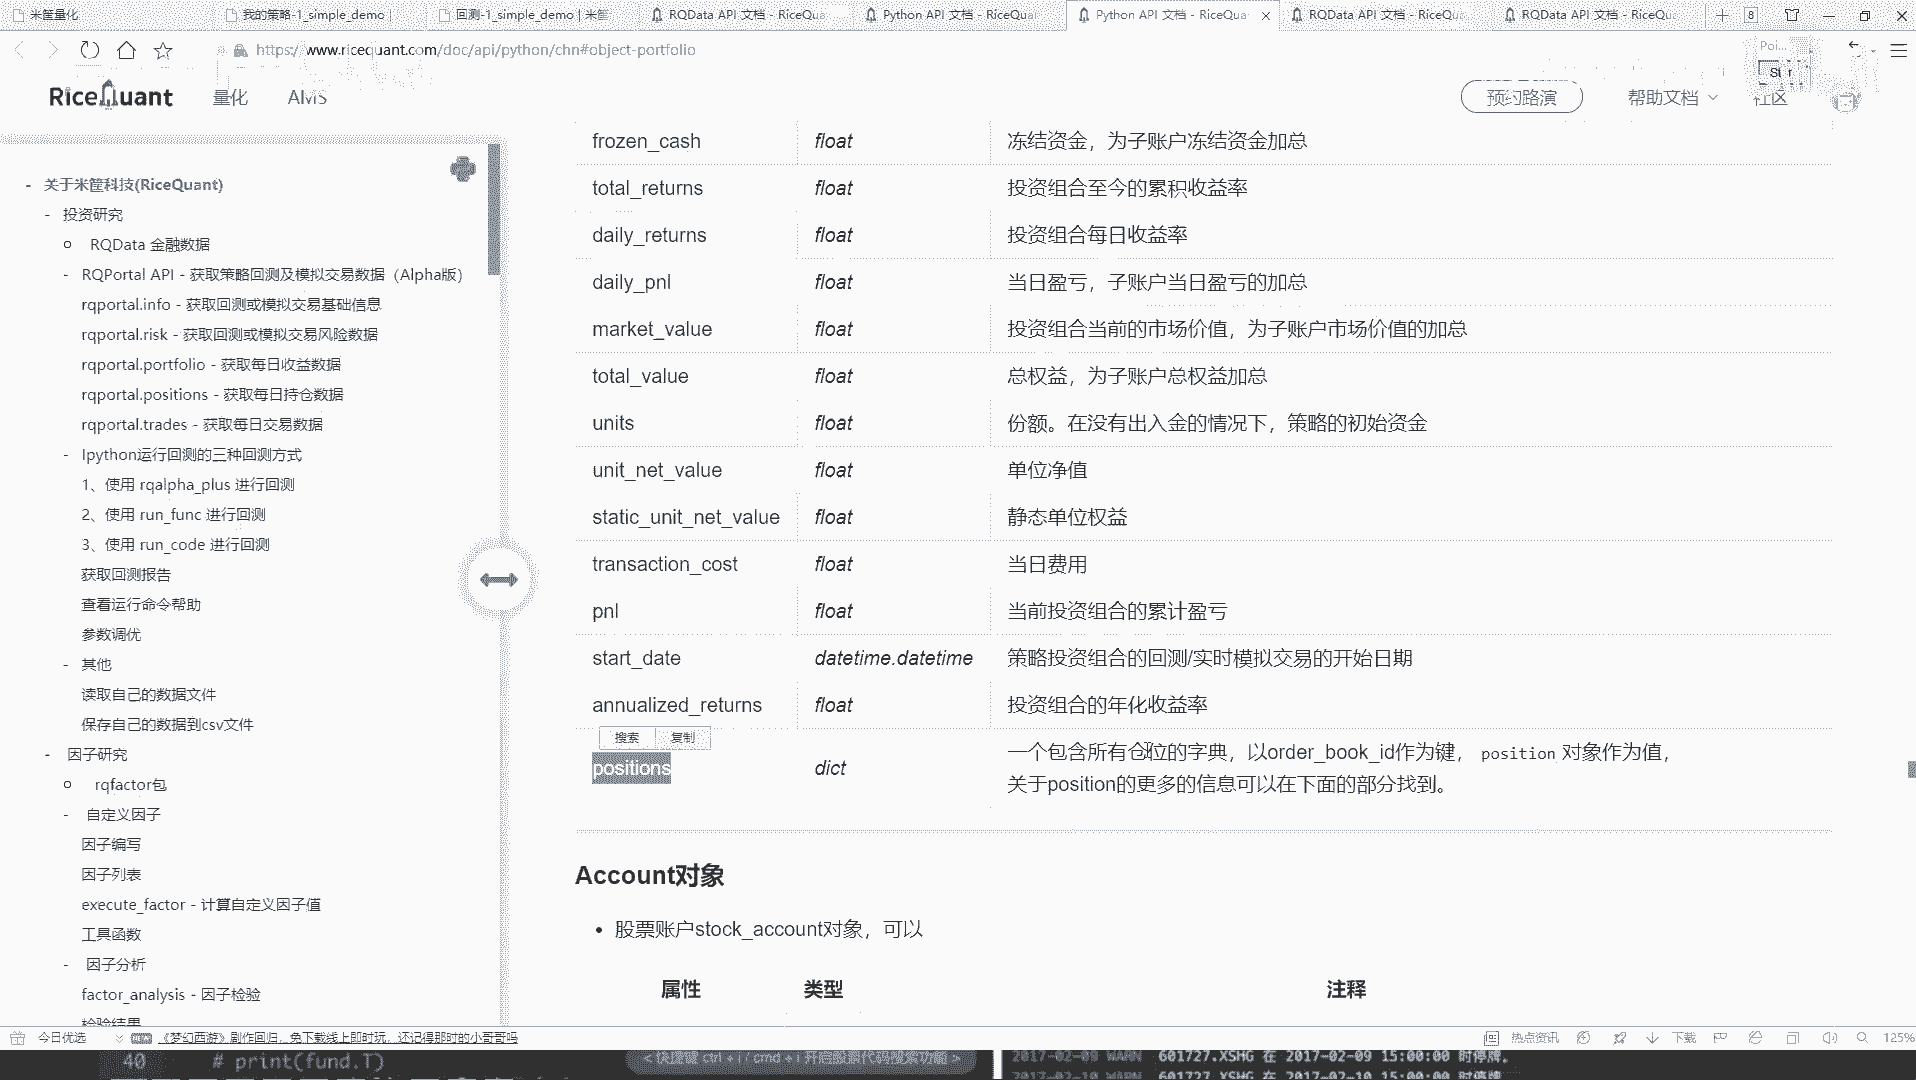 米筐量化
我的策略-1_simple_demo |
回测-1_simple_demo | 米筐
RQData API 文档 - RiceQua
Python API 文档 - RiceQuar
Python API 文档 - RiceQua
RQData API 文档 - RiceQu
RQData API 文档 - RiceQu
8
https://www.ricequant.com/doc/api/python/chn#object-portfolio
Poi...
RiceQuant
量化
AMS
预约路演
帮助文档
社区
- 关于米筐科技(RiceQuant)
- 投资研究
RQData 金融数据
- RQPortal API - 获取策略回测及模拟交易数据（Alpha版）
rqportal.info - 获取回测或模拟交易基础信息
rqportal.risk - 获取回测或模拟交易风险数据
rqportal.portfolio - 获取每日收益数据
rqportal.positions - 获取每日持仓数据
rqportal.trades - 获取每日交易数据
- Ipython运行回测的三种回测方式
1、使用 rqalpha_plus 进行回测
2、使用 run_func 进行回测
3、使用 run_code 进行回测
获取回测报告
查看运行命令帮助
参数调优
- 其他
读取自己的数据文件
保存自己的数据到csv文件
- 因子研究
rqfactor包
- 自定义因子
因子编写
因子列表
execute_factor - 计算自定义因子值
工具函数
- 因子分析
factor_analysis - 因子检验
检验结果
frozen_cash float 冻结资金，为子账户冻结资金加总
total_returns float 投资组合至今的累积收益率
daily_returns float 投资组合每日收益率
daily_pnl float 当日盈亏，子账户当日盈亏的加总
market_value float 投资组合当前的市场价值，为子账户市场价值的加总
total_value float 总权益，为子账户总权益加总
units float 份额。在没有出入金的情况下，策略的初始资金
unit_net_value float 单位净值
static_unit_net_value float 静态单位权益
transaction_cost float 当日费用
pnl float 当前投资组合的累计盈亏
start_date datetime.datetime 策略投资组合的回测/实时模拟交易的开始日期
annualized_returns float 投资组合的年化收益率
搜索 复制
positions dict 一个包含所有仓位的字典，以order_book_id作为键， position 对象作为值，
关于position的更多的信息可以在下面的部分找到。
Account对象
• 股票账户stock_account对象，可以
属性 类型 注释
今日优选
《梦幻西游》剧作回归，免下载线上即时玩，还记得那时的小哥哥吗
热点资讯
下载
125%
40 # print(fund.T)
<快捷键 ctrl + i / cmd + i 开启股票代码搜索功能 >
2017-02-09 WARN 601727.XSHG 在 2017-02-09 15:00:00 时停牌。
2017-02-10 WARN 601727.XSHG 在 2017-02-10 15:00:00 时停牌。